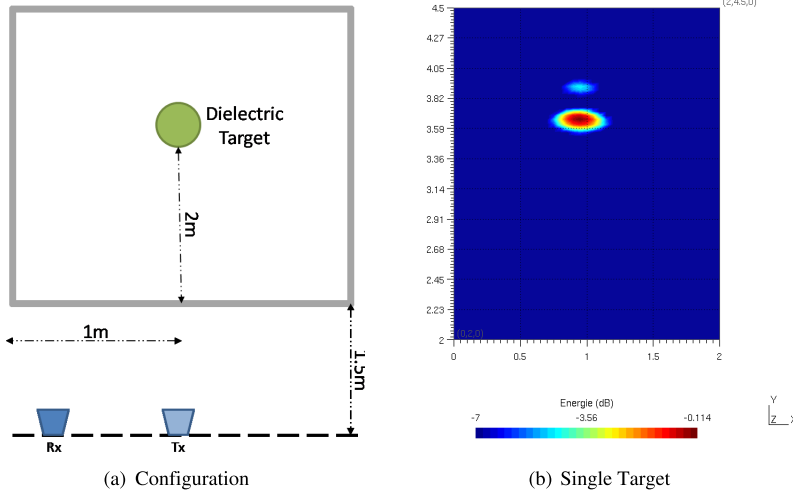 Dielectric
Target
2m
1m
1.5m
Rx
Tx
(a) Configuration
(2,4.5,0)
4.5
4.27
4.05
3.82
3.59
3.36
3.14
2.91
2.68
2.45
2.23
2
(0,2,0)
0
0.5
1
1.5
2
Energie (dB)
-7
-3.56
-0.114
Y
Z
X
(b) Single Target